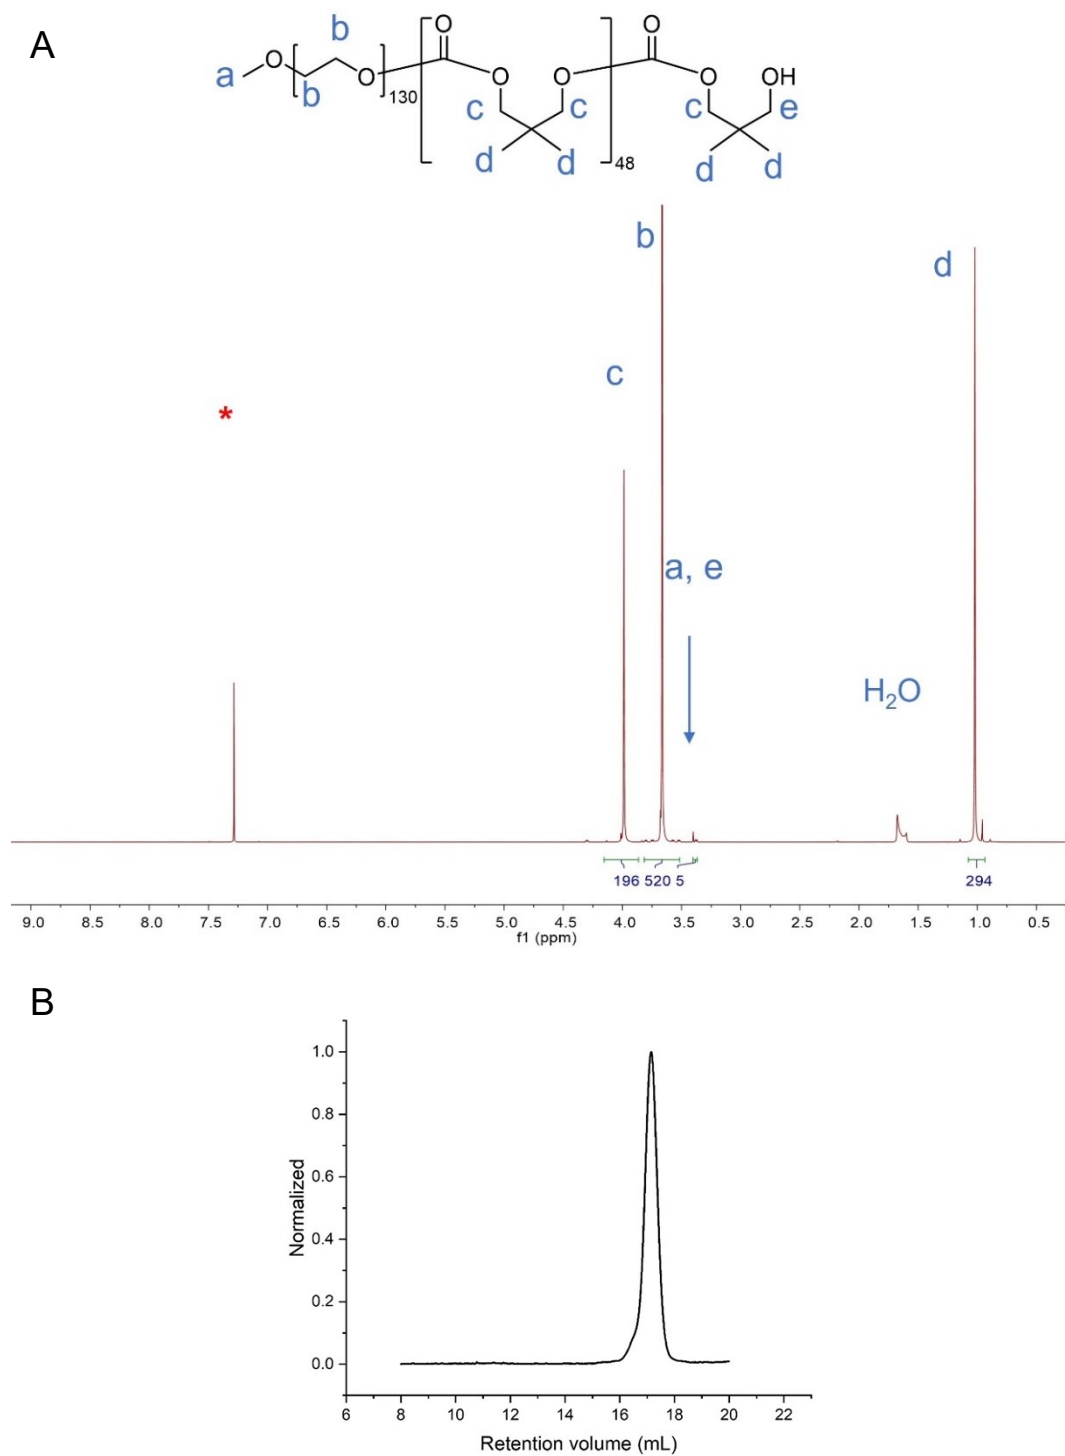 A
O O
b
a O O OH
b 130 O O c O e
c c
d d 48 d d
b
d
c
*
a, e
H₂O
196 520 5 294
9.0 8.5 8.0 7.5 7.0 6.5 6.0 5.5 5.0 4.5 4.0 3.5 3.0 2.5 2.0 1.5 1.0 0.5
f1 (ppm)
B
1.0
0.8
0.6
0.4
0.2
0.0
Normalized
6 8 10 12 14 16 18 20 22
Retention volume (mL)